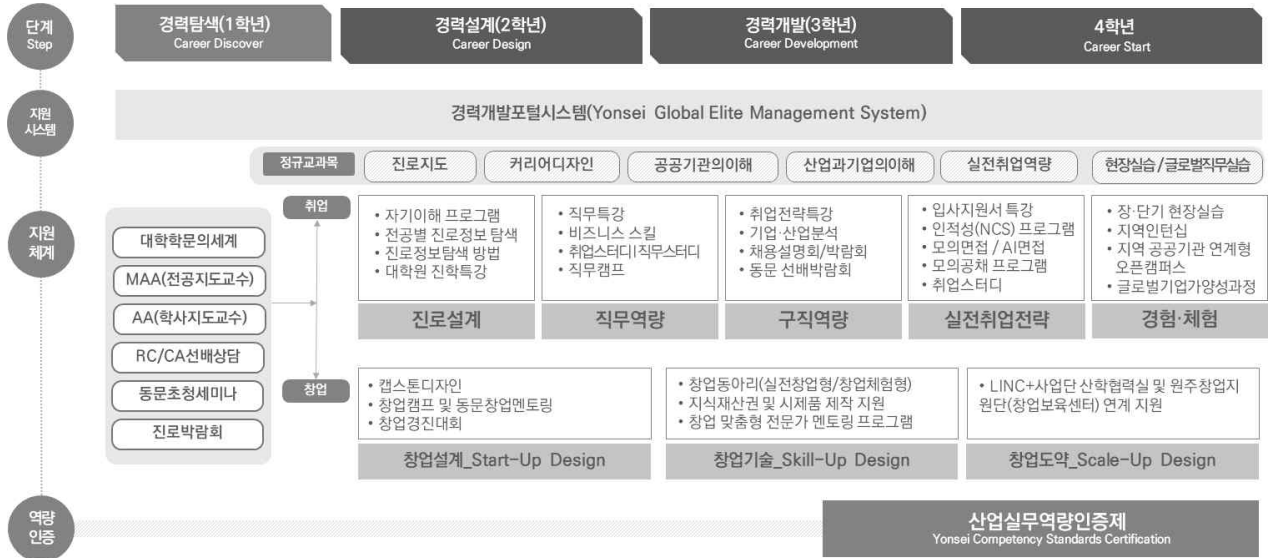 단계
Step
경력탐색(1학년)
Career Discover
경력설계(2학년)
Career Design
경력개발(3학년)
Career Development
4학년
Career Start
지원
시스템
경력개발포털시스템(Yonsei Global Elite Management System)
정규교과목
진로지도
커리어디자인
공공기관의이해
산업과기업의이해
실전취업역량
현장실습/글로벌직무실습
지원
체계
대학학문의세계
MAA(전공지도교수)
AA(학사지도교수)
RC/CA선배상담
동문초청세미나
진로박람회
취업
• 자기이해 프로그램
• 전공별 진로정보 탐색
• 진로정보탐색 방법
• 대학원 진학특강
진로설계
• 직무특강
• 비즈니스 스킬
• 취업스터디|직무스터디
• 직무캠프
직무역량
• 취업전략특강
• 기업·산업분석
• 채용설명회/박람회
• 동문 선배박람회
구직역량
• 입사지원서 특강
• 인적성(NCS) 프로그램
• 모의면접 / AI면접
• 모의공채 프로그램
• 취업스터디
실전취업전략
• 장·단기 현장실습
• 지역인턴십
• 지역 공공기관 연계형
오픈캠퍼스
• 글로벌기업가양성과정
경험·체험
창업
• 캡스톤디자인
• 창업캠프 및 동문창업멘토링
• 창업경진대회
창업설계_Start-Up Design
• 창업동아리(실전창업형/창업체험형)
• 지식재산권 및 시제품 제작 지원
• 창업 맞춤형 전문가 멘토링 프로그램
창업기술_Skill-Up Design
• LINC+사업단 산학협력실 및 원주창업지
원단(창업보육센터) 연계 지원
창업도약_Scale-Up Design
역량
인증
산업실무역량인증제
Yonsei Competency Standards Certification